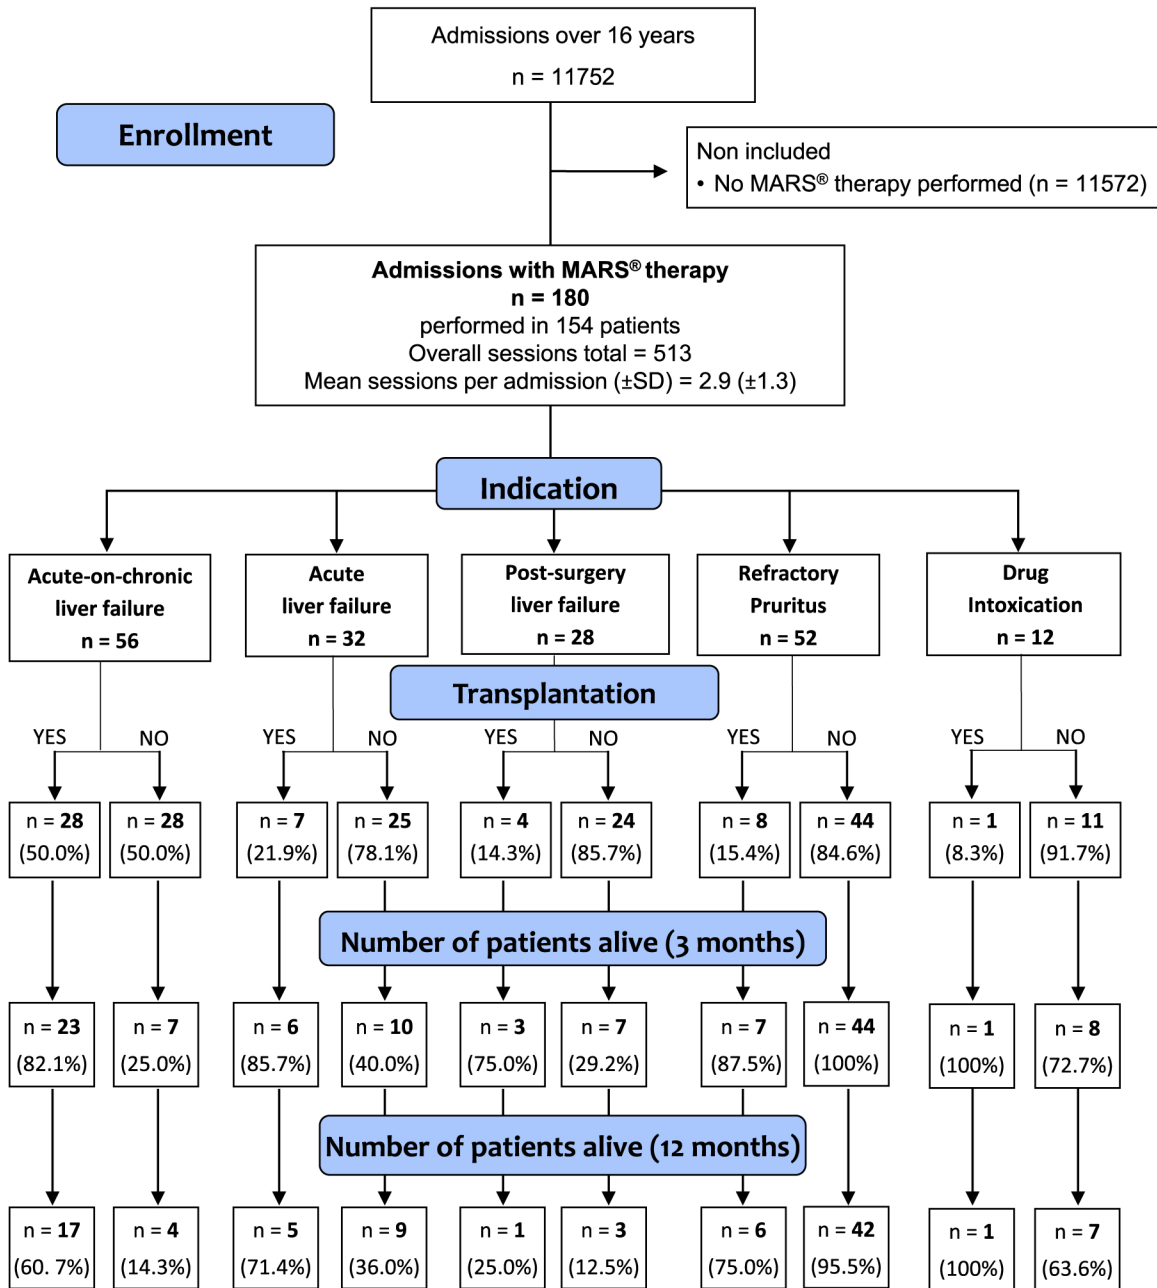 Admissions over 16 years
n = 11752
Enrollment
Non included
• No MARS® therapy performed (n = 11572)
Admissions with MARS® therapy
n = 180
performed in 154 patients
Overall sessions total = 513
Mean sessions per admission (±SD) = 2.9 (±1.3)
Indication
Acute-on-chronic
liver failure
n = 56
Acute
liver failure
n = 32
Post-surgery
liver failure
n = 28
Refractory
Pruritus
n = 52
Drug
Intoxication
n = 12
Transplantation
YES NO YES NO YES NO YES NO YES NO
n = 28
(50.0%)
n = 28
(50.0%)
n = 7
(21.9%)
n = 25
(78.1%)
n = 4
(14.3%)
n = 24
(85.7%)
n = 8
(15.4%)
n = 44
(84.6%)
n = 1
(8.3%)
n = 11
(91.7%)
Number of patients alive (3 months)
n = 23
(82.1%)
n = 7
(25.0%)
n = 6
(85.7%)
n = 10
(40.0%)
n = 3
(75.0%)
n = 7
(29.2%)
n = 7
(87.5%)
n = 44
(100%)
n = 1
(100%)
n = 8
(72.7%)
Number of patients alive (12 months)
n = 17
(60. 7%)
n = 4
(14.3%)
n = 5
(71.4%)
n = 9
(36.0%)
n = 1
(25.0%)
n = 3
(12.5%)
n = 6
(75.0%)
n = 42
(95.5%)
n = 1
(100%)
n = 7
(63.6%)